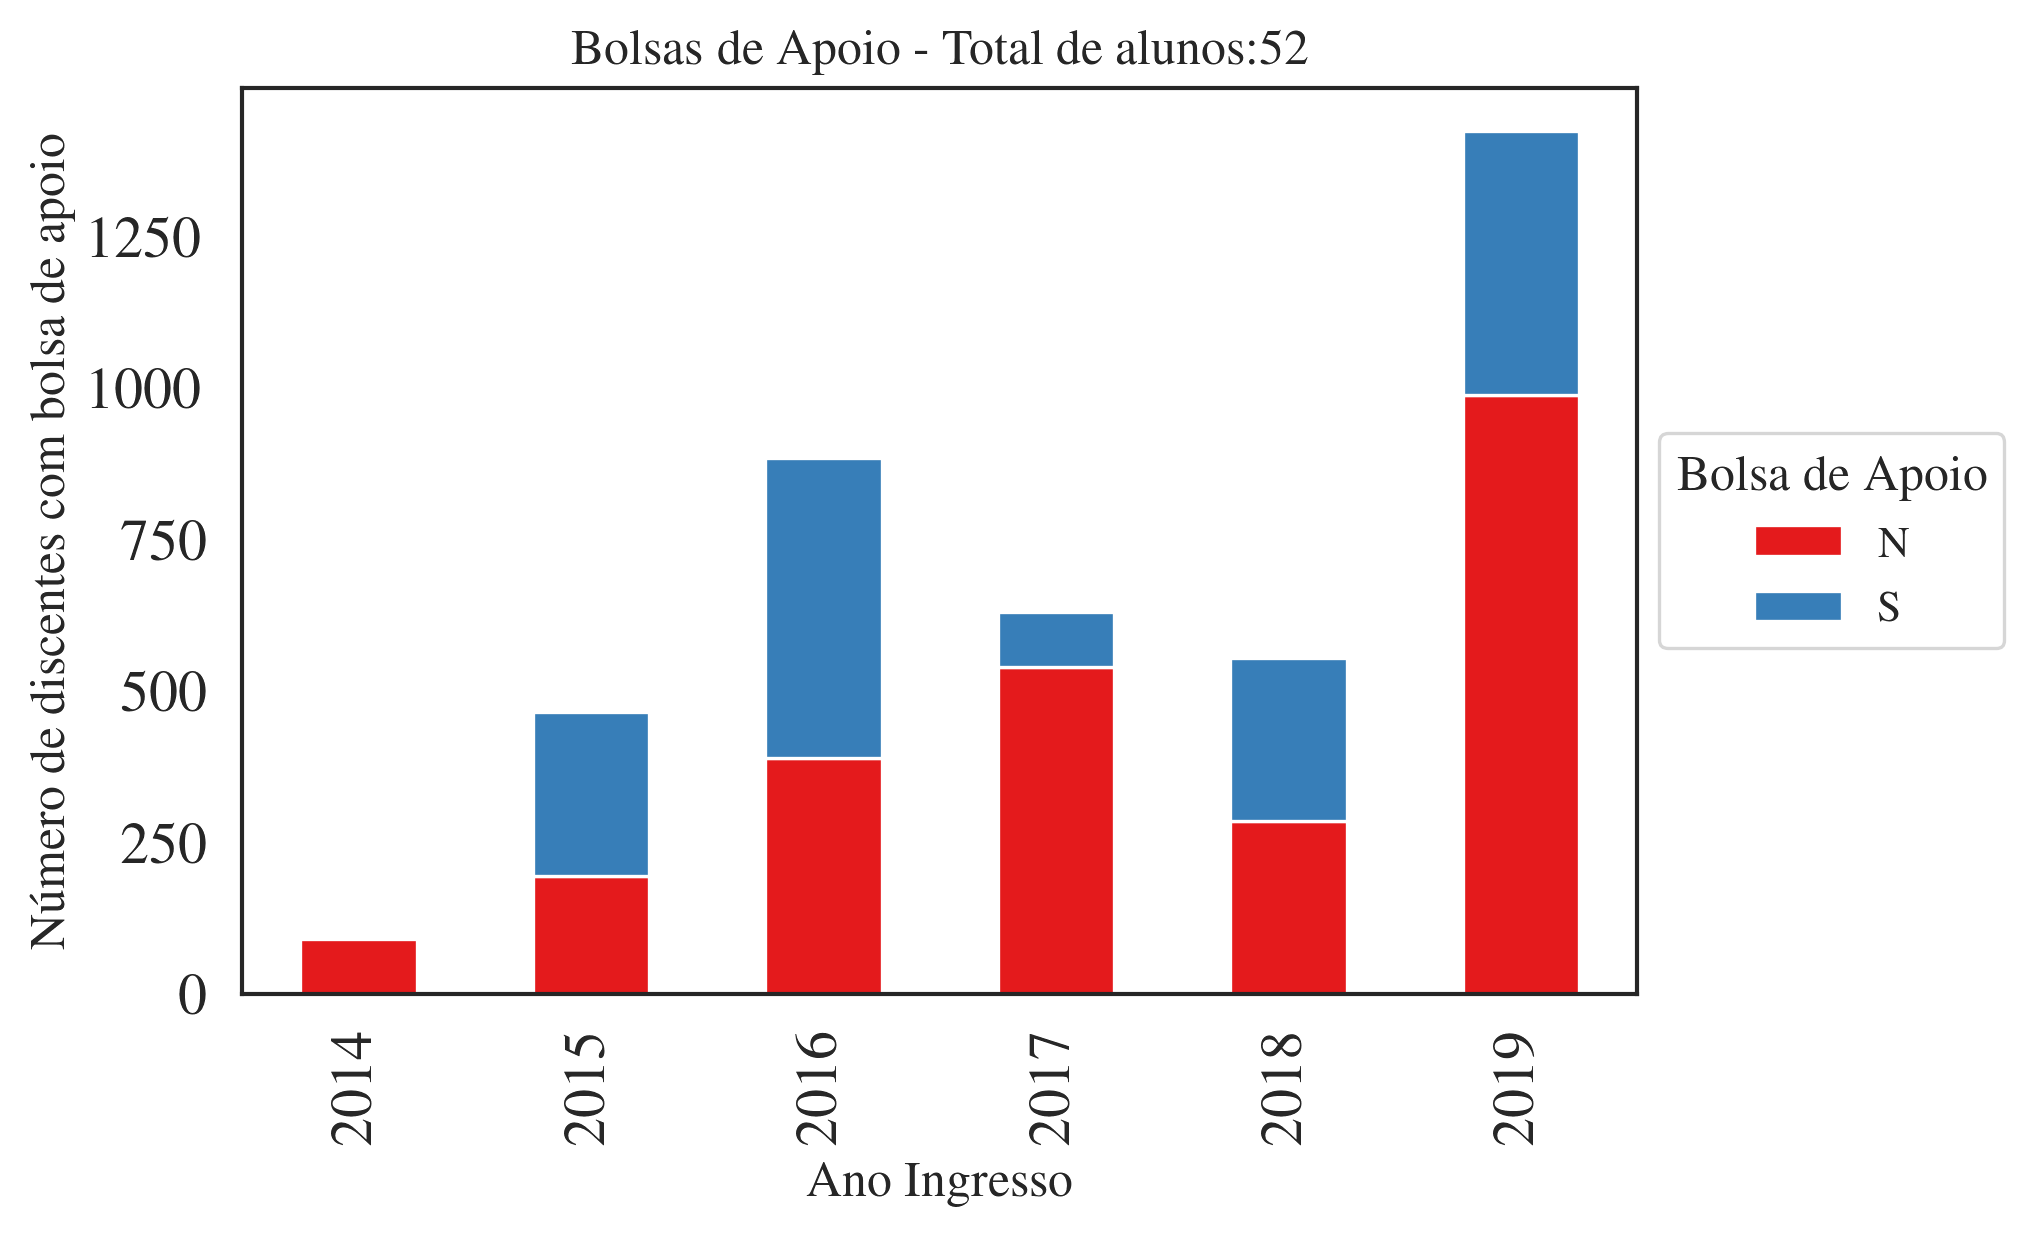 Bolsas de Apoio - Total de alunos:52
Número de discentes com bolsa de apoio
1250
1000
750
500
250
0
2014
2015
2016
2017
2018
2019
Ano Ingresso
Bolsa de Apoio
N
S